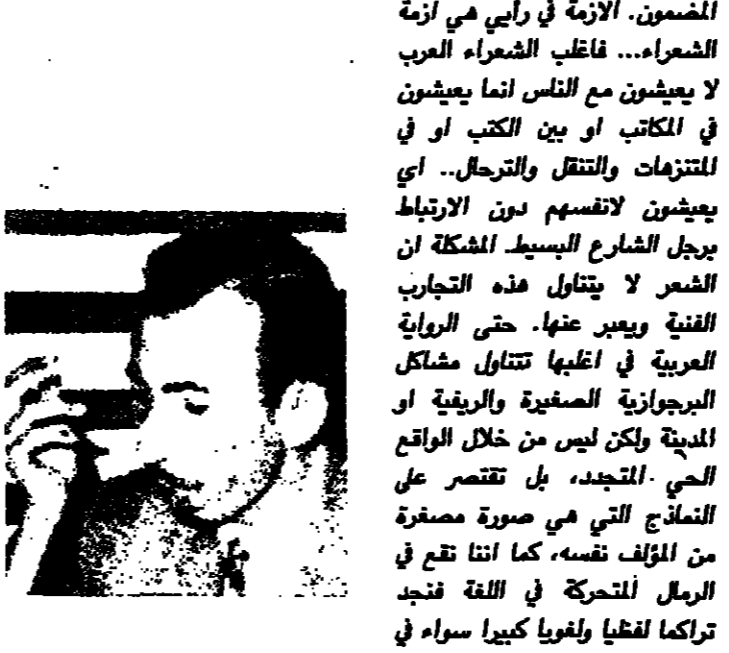 المضمون. الازمة في رأيي هي ازمة
الشعراء... فاغلب الشعراء العرب
لا يعيشون مع الناس انما يعيشون
في المكاتب او بين الكتب او في
المتنزهات والتنقل والترحال.. اي
يعيشون لانفسهم دون الارتباط
برجل الشارع البسيط. المشكلة ان
الشعر لا يتناول هذه التجارب
الفنية ويعبر عنها. حتى الرواية
العربية في اغلبها تتناول مشاكل
البرجوازية الصغيرة والريفية او
المدينة ولكن ليس من خلال الواقع
الحي المتجدد، بل تقتصر على
النماذج التي هي صورة مصغرة
من المؤلف نفسه، كما اننا نقع في
الرمال المتحركة في اللغة فنجد
تراكما لفظيا ولغويا كبيرا سواء في